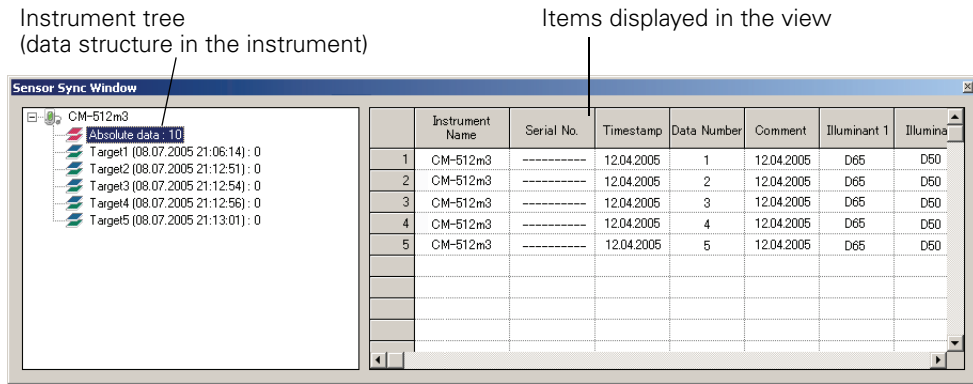 Instrument tree
(data structure in the instrument)
Items displayed in the view
Sensor Sync Window
CM-512m3
Absolute data : 10
Target1 (08.07.2005 21:06:14) : 0
Target2 (08.07.2005 21:12:51) : 0
Target3 (08.07.2005 21:12:54) : 0
Target4 (08.07.2005 21:12:56) : 0
Target5 (08.07.2005 21:13:01) : 0
Instrument Name Serial No. Timestamp Data Number Comment Illuminant 1 Illumina
1 CM-512m3 ---------- 12.04.2005 1 12.04.2005 D65 D50
2 CM-512m3 ---------- 12.04.2005 2 12.04.2005 D65 D50
3 CM-512m3 ---------- 12.04.2005 3 12.04.2005 D65 D50
4 CM-512m3 ---------- 12.04.2005 4 12.04.2005 D65 D50
5 CM-512m3 ---------- 12.04.2005 5 12.04.2005 D65 D50